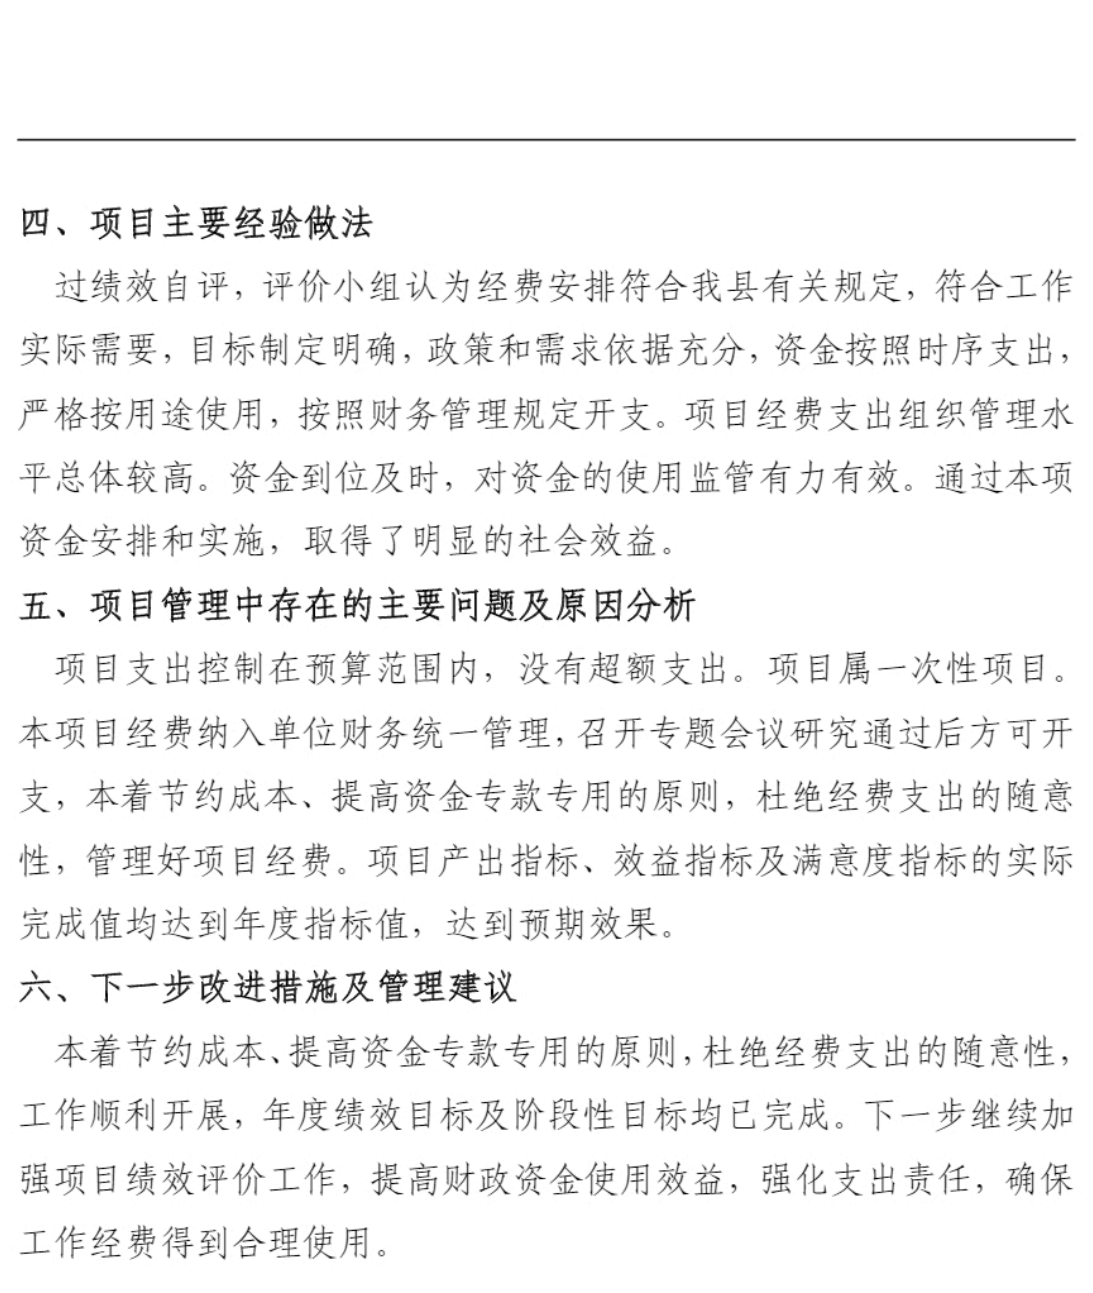 四、项目主要经验做法
过绩效自评，评价小组认为经费安排符合我县有关规定，符合工作
实际需要，目标制定明确，政策和需求依据充分，资金按照时序支出，
严格按用途使用，按照财务管理规定开支。项目经费支出组织管理水
平总体较高。资金到位及时，对资金的使用监管有力有效。通过本项
资金安排和实施，取得了明显的社会效益。
五、项目管理中存在的主要问题及原因分析
项目支出控制在预算范围内，没有超额支出。项目属一次性项目。
本项目经费纳入单位财务统一管理，召开专题会议研究通过后方可开
支，本着节约成本、提高资金专款专用的原则，杜绝经费支出的随意
性，管理好项目经费。项目产出指标、效益指标及满意度指标的实际
完成值均达到年度指标值，达到预期效果。
六、下一步改进措施及管理建议
本着节约成本、提高资金专款专用的原则，杜绝经费支出的随意性，
工作顺利开展，年度绩效目标及阶段性目标均已完成。下一步继续加
强项目绩效评价工作，提高财政资金使用效益，强化支出责任，确保
工作经费得到合理使用。